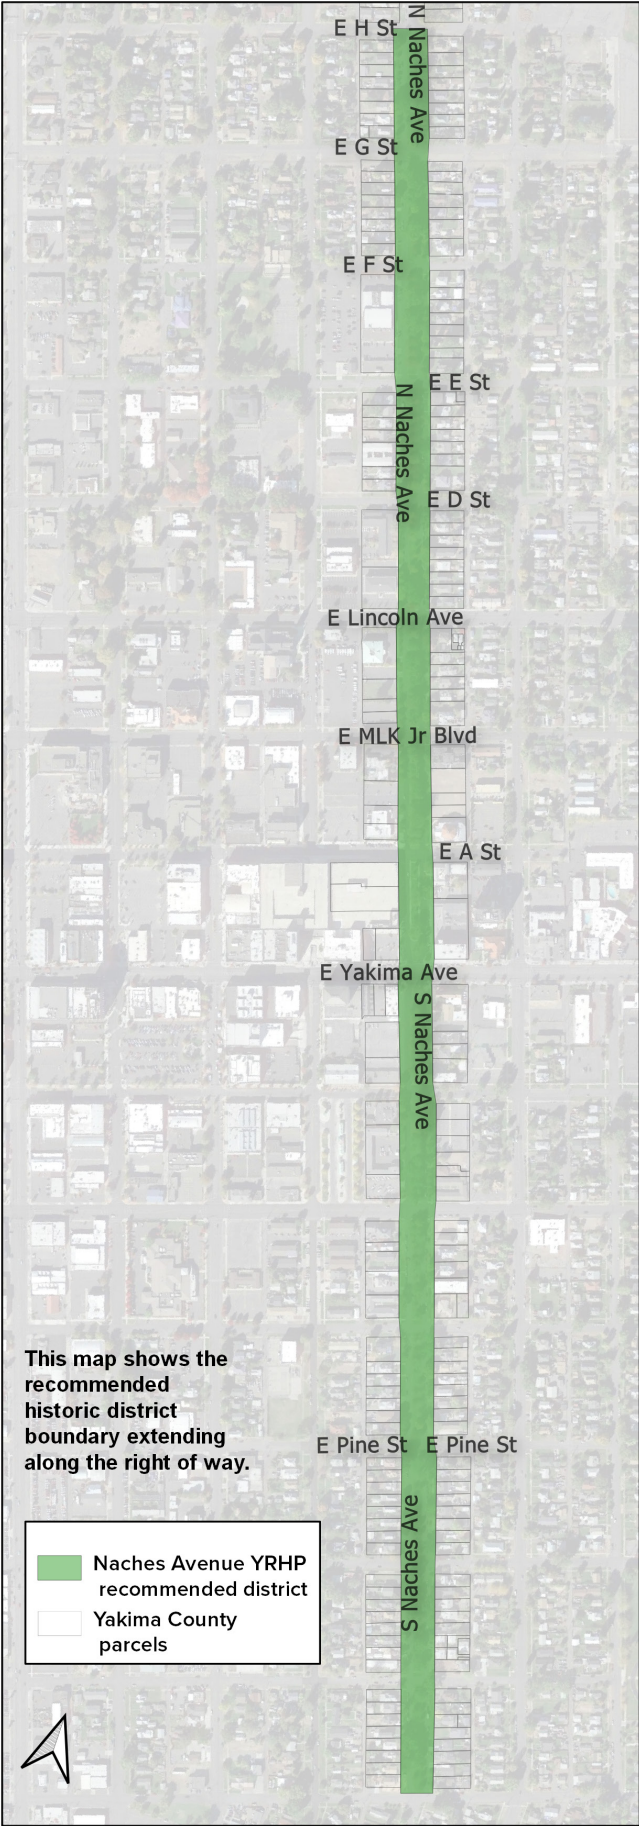 E H St
N Naches Ave
E G St
E F St
E E St
N Naches Ave
E D St
E Lincoln Ave
E MLK Jr Blvd
E A St
E Yakima Ave
S Naches Ave
This map shows the
recommended
historic district
boundary extending
along the right of way.
E Pine St E Pine St
S Naches Ave
Naches Avenue YRHP
recommended district
Yakima County
parcels